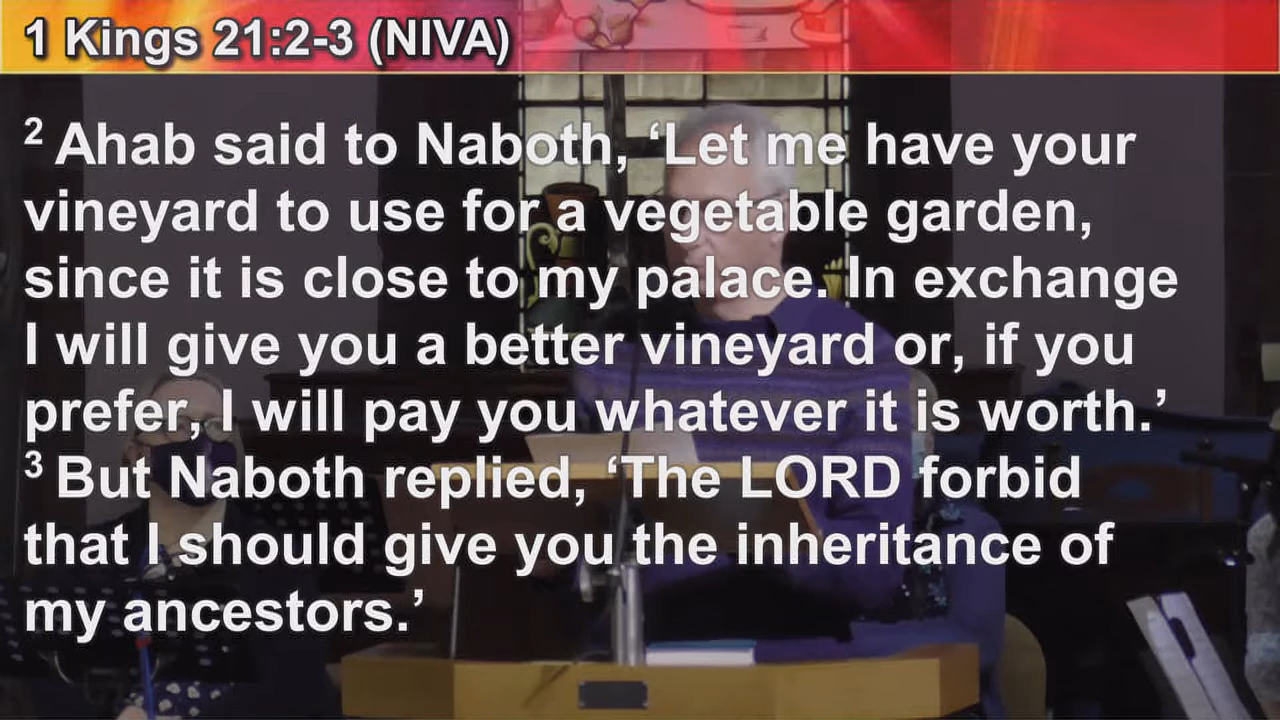 1 Kings 21:2-3 (NIVA)
2 Ahab said to Naboth, ‘Let me have your
vineyard to use for a vegetable garden,
since it is close to my palace. In exchange
I will give you a better vineyard or, if you
prefer, I will pay you whatever it is worth.’
3 But Naboth replied, ‘The LORD forbid
that I should give you the inheritance of
my ancestors.’